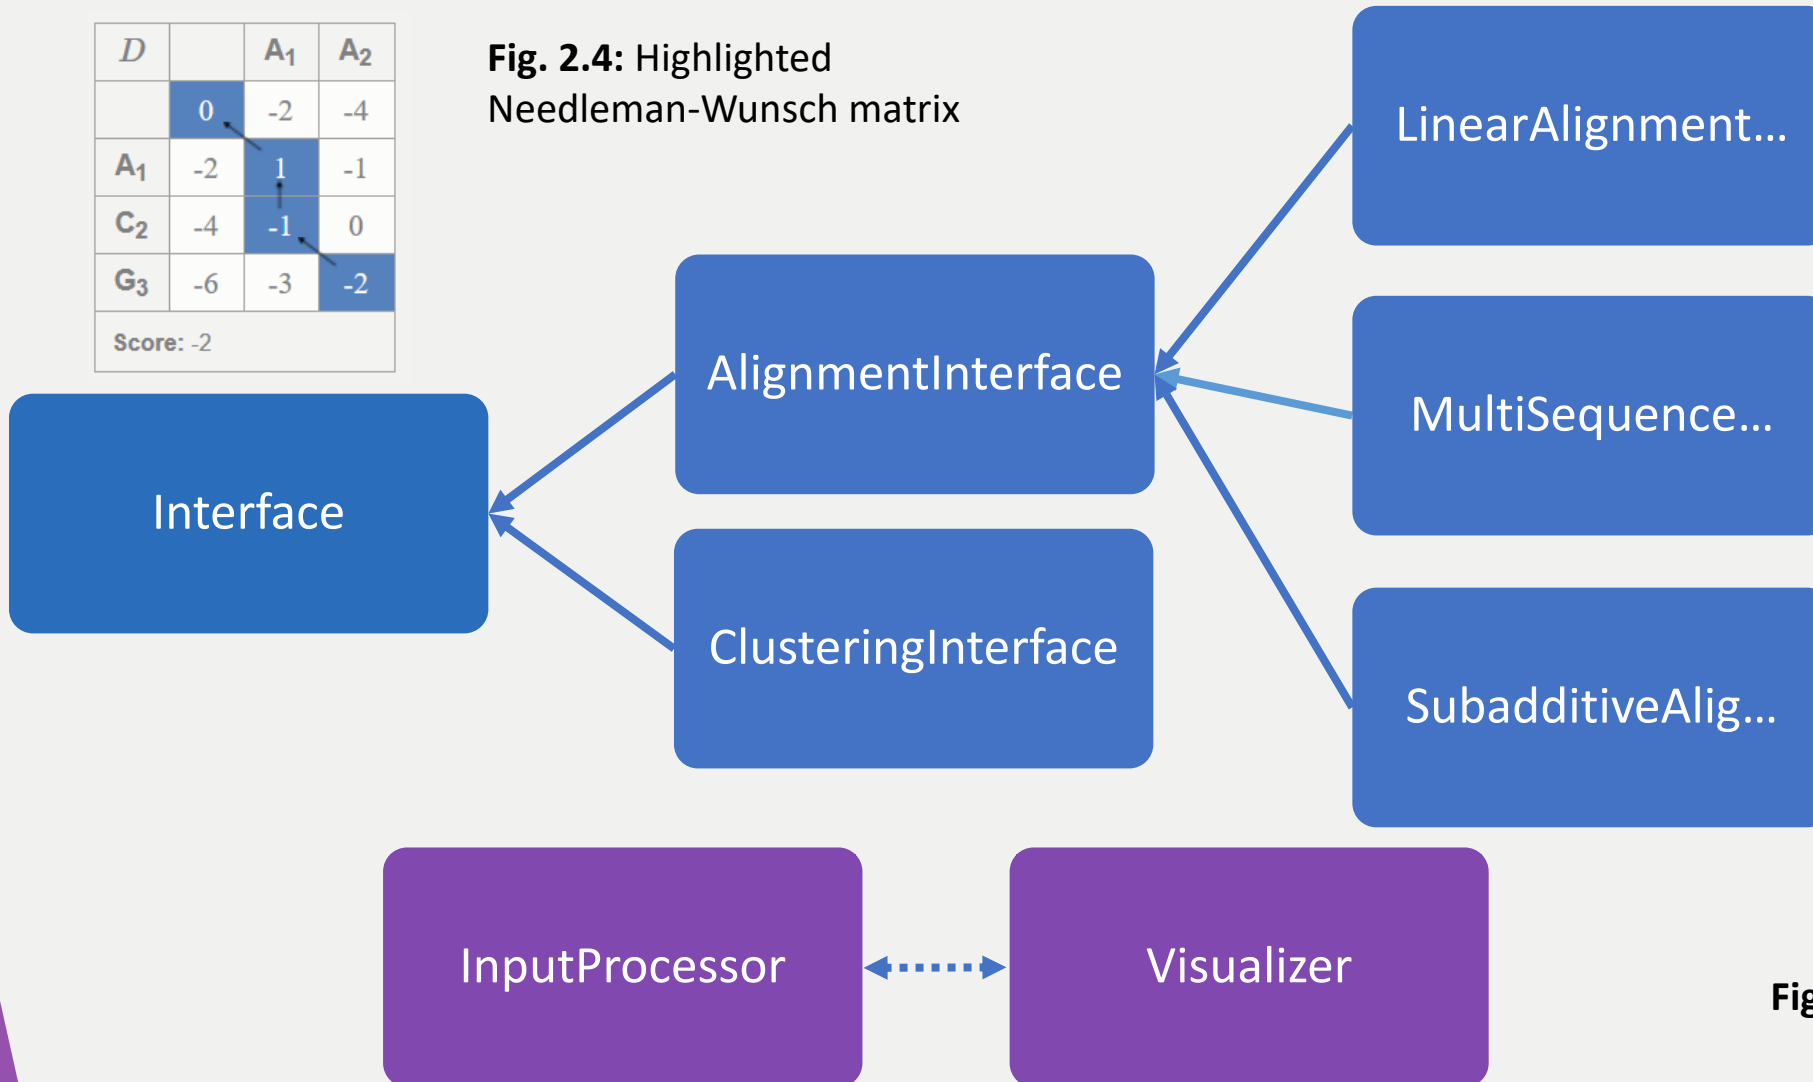 D A₁ A₂
0 -2 -4
A₁ -2 1 -1
C₂ -4 -1 0
G₃ -6 -3 -2
Score: -2
Fig. 2.4: Highlighted
Needleman-Wunsch matrix
LinearAlignment...
AlignmentInterface
MultiSequence...
Interface
ClusteringInterface
SubadditiveAlig...
InputProcessor
Visualizer
Fig